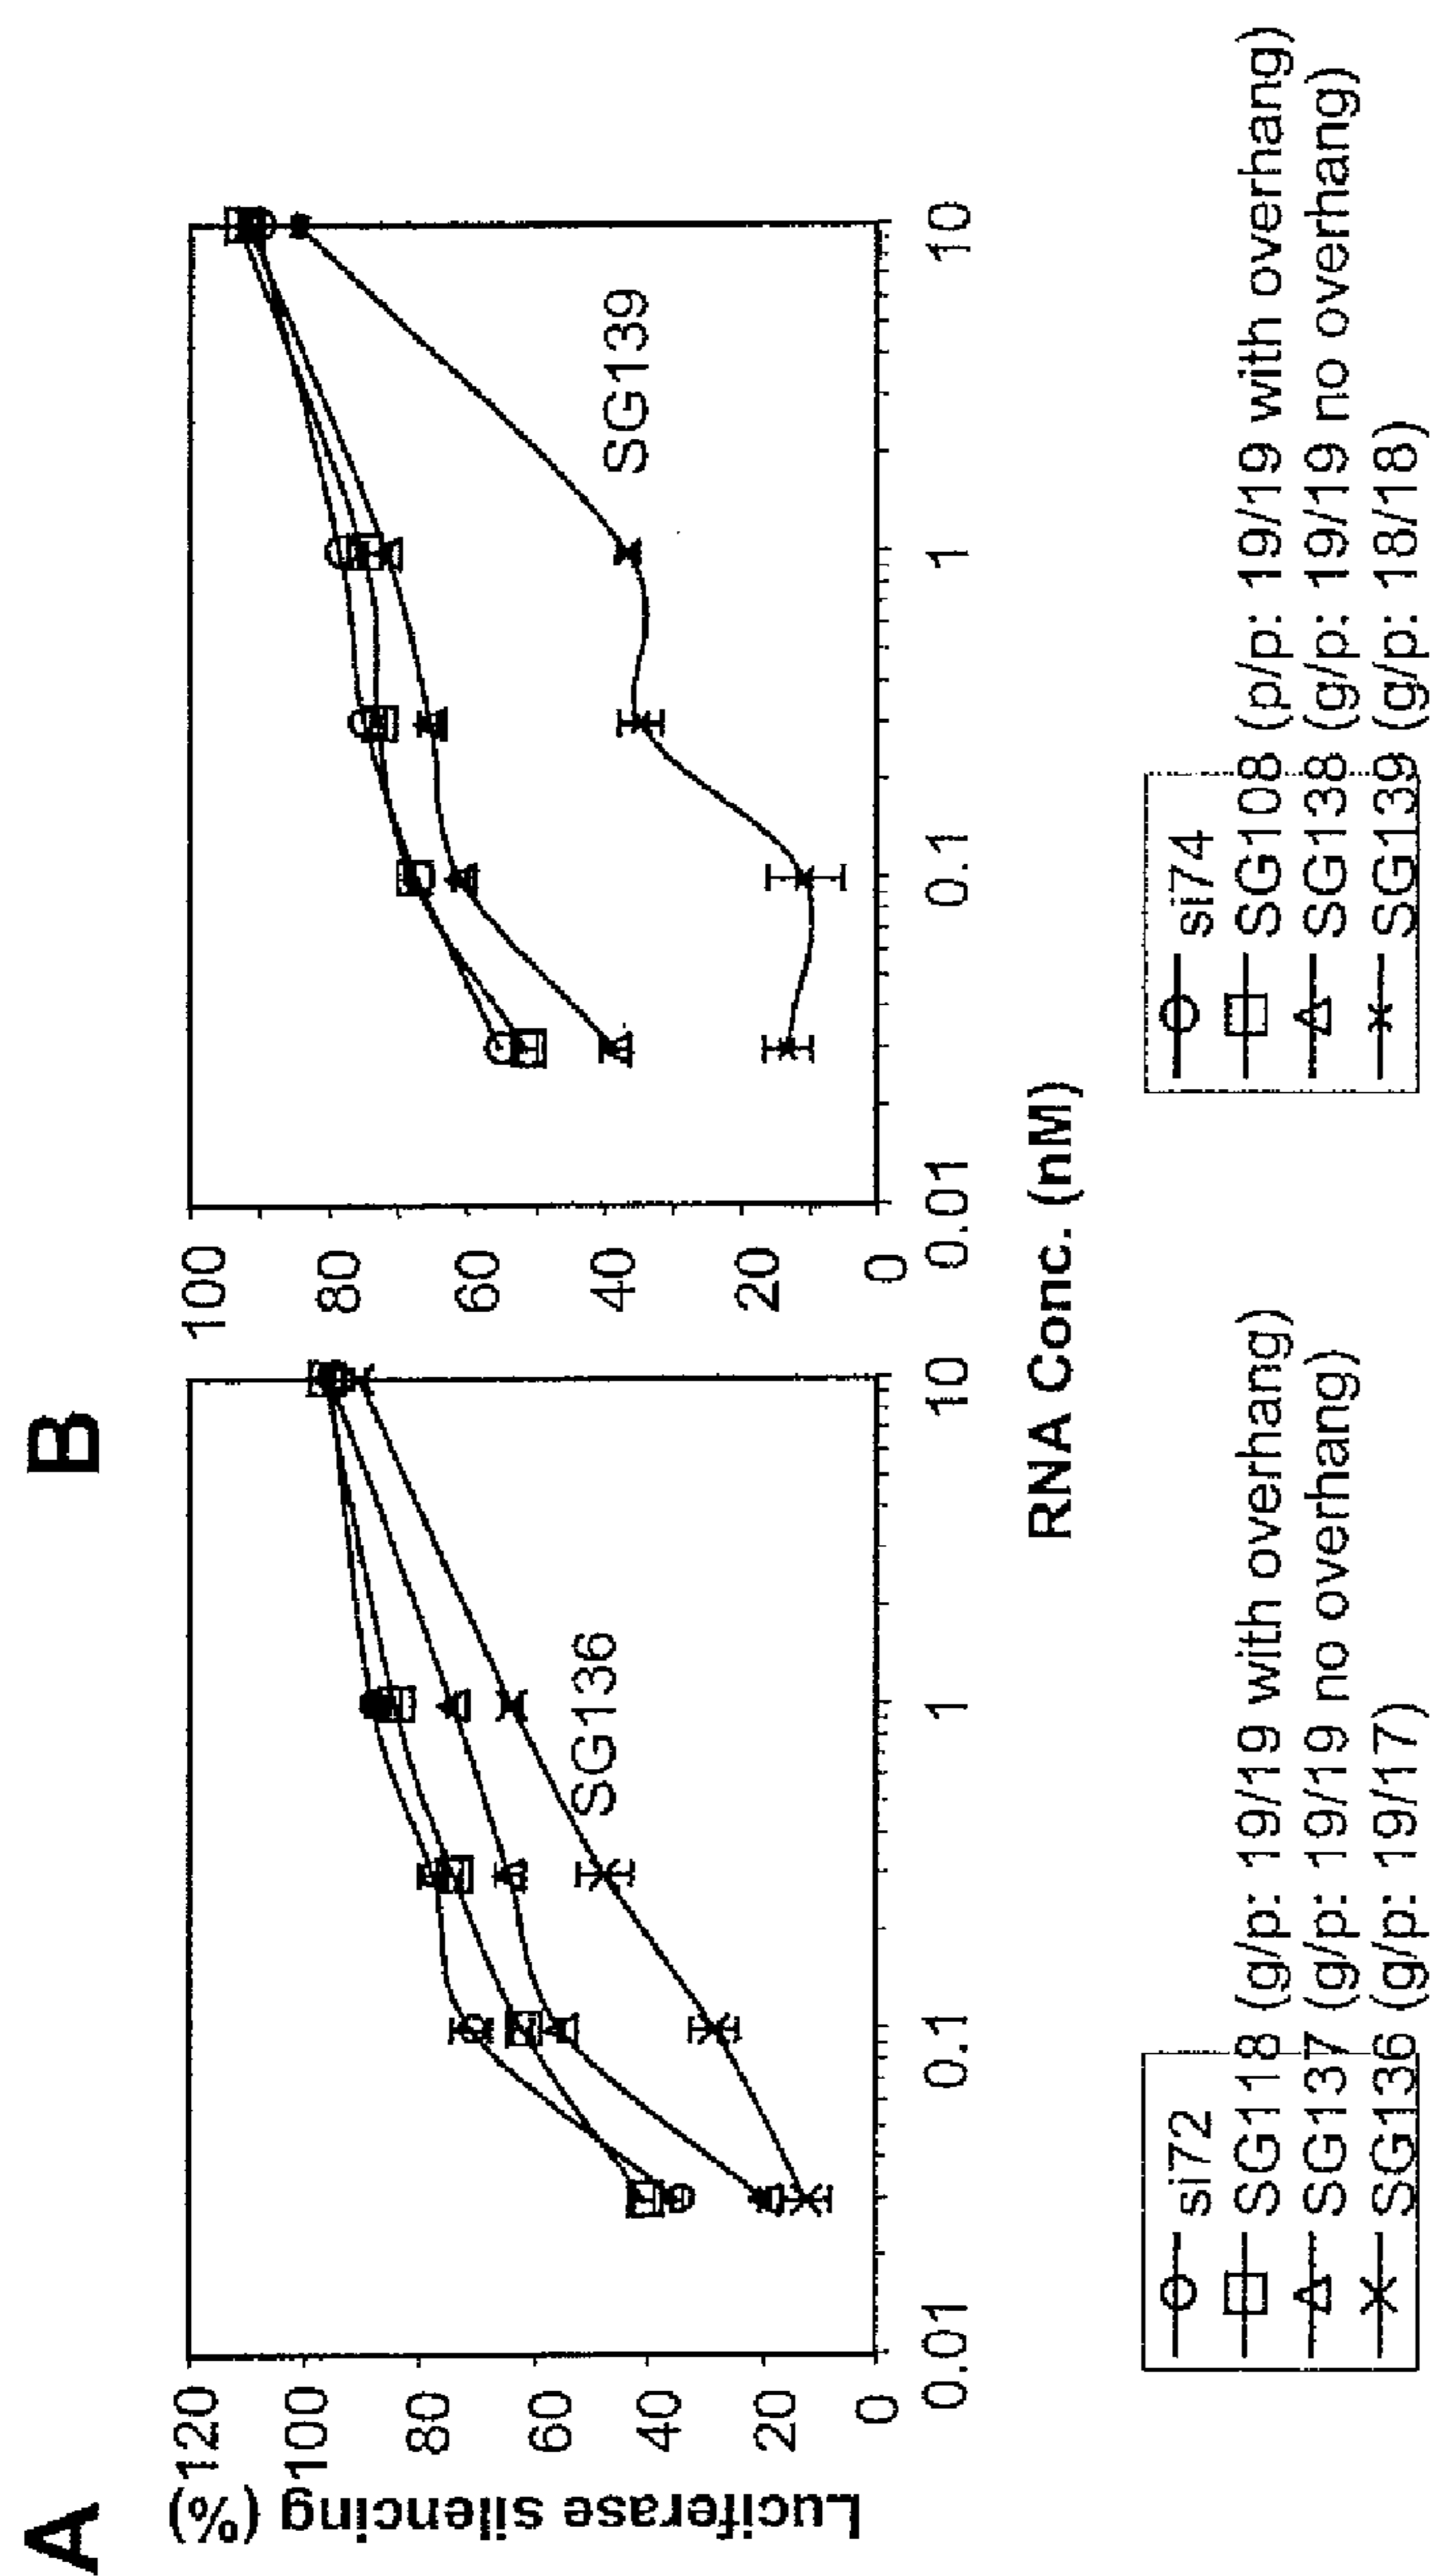 A
Luciferase silencing (%)
120
100
80
60
40
20
0
0.01
0.1
1
10
SG136
B
100
80
60
40
20
0
0.01
0.1
1
10
SG139
RNA Conc. (nM)
si72
SG118 (g/p: 19/19 with overhang)
SG137 (g/p: 19/19 no overhang)
SG136 (g/p: 19/17)
si74
SG108 (p/p: 19/19 with overhang)
SG138 (g/p: 19/19 no overhang)
SG139 (g/p: 18/18)